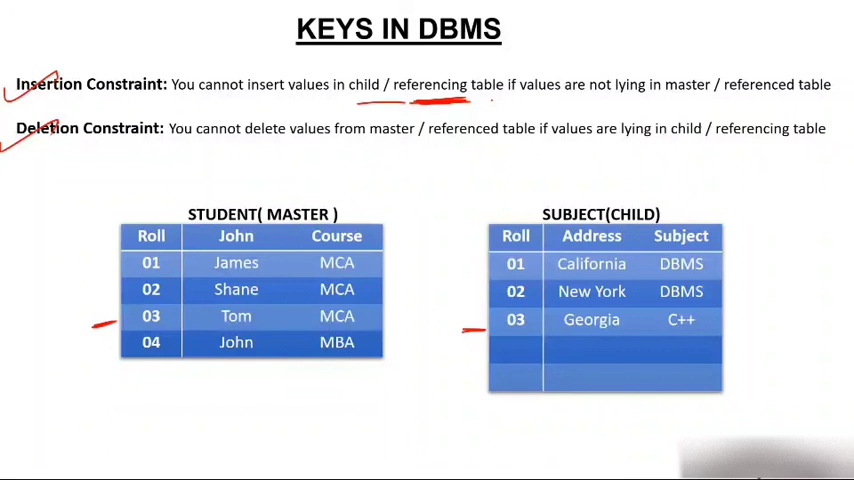 KEYS IN DBMS
Insertion Constraint: You cannot insert values in child / referencing table if values are not lying in master / referenced table
Deletion Constraint: You cannot delete values from master / referenced table if values are lying in child / referencing table
STUDENT( MASTER )
Roll John Course
01 James MCA
02 Shane MCA
03 Tom MCA
04 John MBA
SUBJECT(CHILD)
Roll Address Subject
01 California DBMS
02 New York DBMS
03 Georgia C++